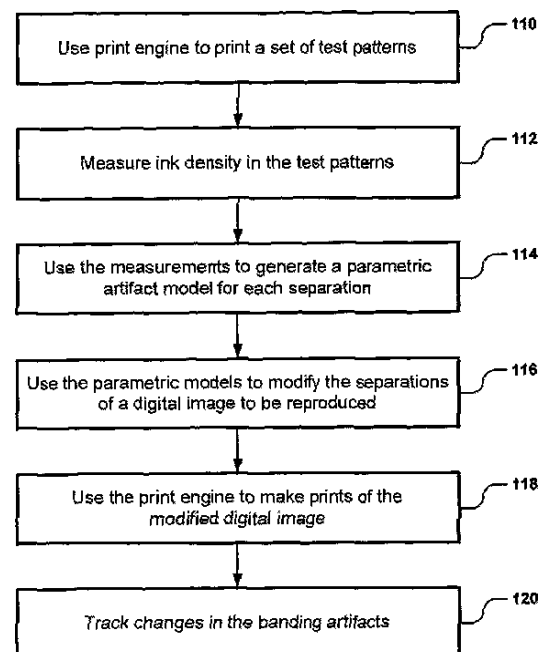 110
Use print engine to print a set of test patterns
112
Measure ink density in the test patterns
114
Use the measurements to generate a parametric
artifact model for each separation
116
Use the parametric models to modify the separations
of a digital image to be reproduced
118
Use the print engine to make prints of the
modified digital image
120
Track changes in the banding artifacts